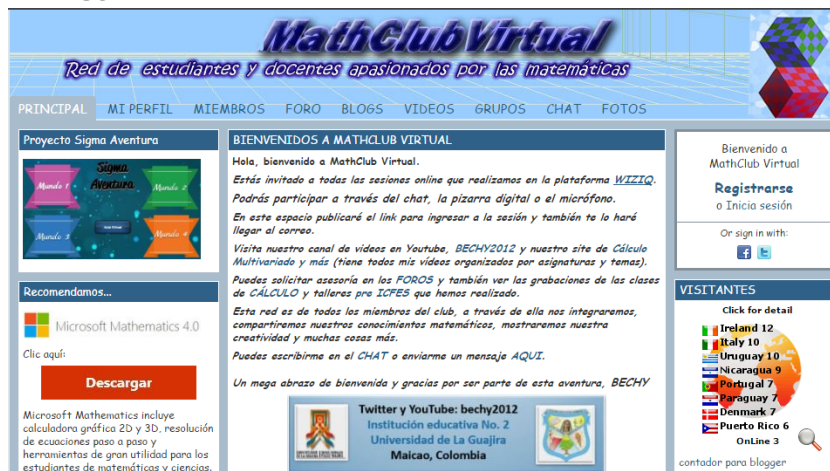 MathClubVirtual
Red de estudiantes y docentes apasionados por las matemáticas
PRINCIPAL MI PERFIL MIEMBROS FORO BLOGS VIDEOS GRUPOS CHAT FOTOS
Proyecto Sigma Aventura
Sigma
Aventura
Mundo 1
Mundo 2
Mundo 3
Mundo 4
Recomendamos...
Microsoft Mathematics 4.0
Clic aquí:
Descargar
Microsoft Mathematics incluye
calculadora gráfica 2D y 3D, resolución
de ecuaciones paso a paso y
herramientas de gran utilidad para los
estudiantes de matemáticas y ciencias.
BIENVENIDOS A MATHCLUB VIRTUAL
Hola, bienvenido a MathClub Virtual.
Estás invitado a todas las sesiones online que realizamos en la plataforma WIZIQ.
Podrás participar a través del chat, la pizarra digital o el micrófono.
En este espacio publicaré el link para ingresar a la sesión y también te lo haré
llegar al correo.
Visita nuestro canal de videos en Youtube, BECHY2012 y nuestro site de Cálculo
Multivariado y más (tiene todos mis vídeos organizados por asignaturas y temas).
Puedes solicitar asesoría en los FOROS y también ver las grabaciones de las clases
de CÁLCULO y talleres pre ICFES que hemos realizado.
Esta red es de todos los miembros del club, a través de ella nos integraremos,
compartiremos nuestros conocimientos matemáticos, mostraremos nuestra
creatividad y muchas cosas más.
Puedes escribirme en el CHAT o enviarme un mensaje AQUI.
Un mega abrazo de bienvenida y gracias por ser parte de esta aventura, BECHY
Twitter y YouTube: bechy2012
Institución educativa No. 2
Universidad de La Guajira
Maicao, Colombia
Bienvenido a
MathClub Virtual
Registrarse
o Inicia sesión
Or sign in with:
VISITANTES
Click for detail
Ireland 12
Italy 10
Uruguay 10
Nicaragua 9
Portugal 7
Paraguay 7
Denmark 7
Puerto Rico 6
OnLine 3
contador para blogger